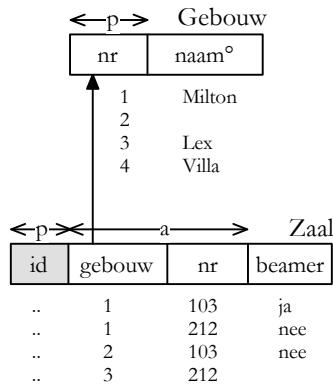 p Gebouw
nr naam°
1 Milton
2
3 Lex
4 Villa
p a Zaal
id gebouw nr beamer
.. 1 103 ja
.. 1 212 nee
.. 2 103 nee
.. 3 212